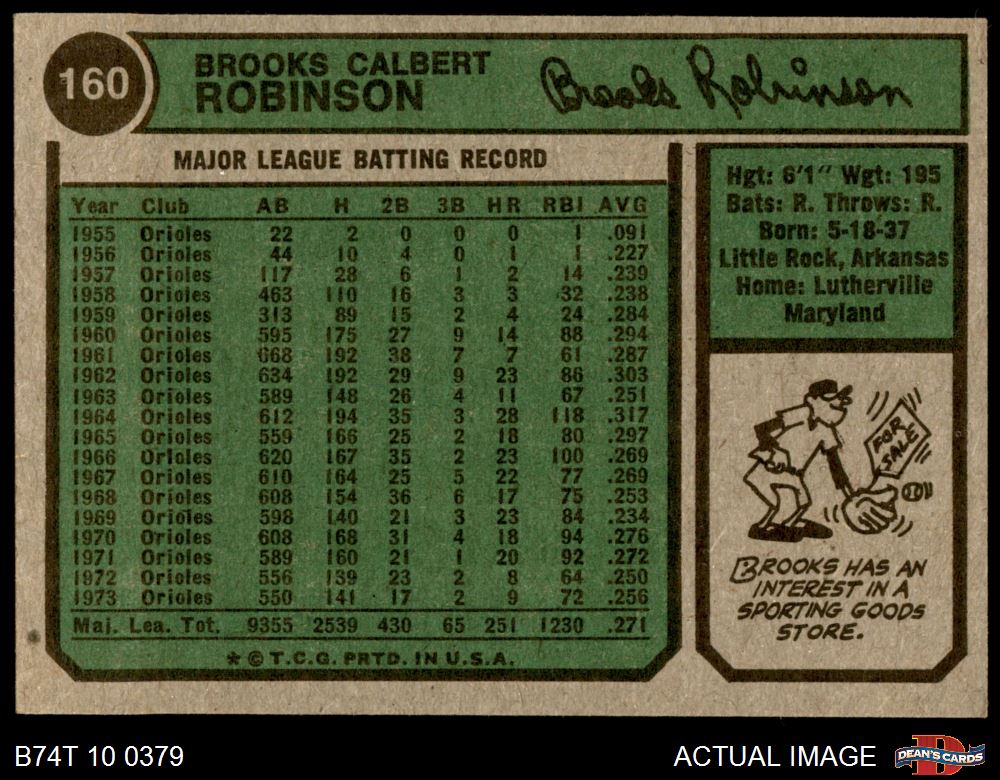 160
BROOKS CALBERT
ROBINSON
Brooks Robinson
MAJOR LEAGUE BATTING RECORD
Year Club AB H 2B 3B HR RBI AVG
1955 Orioles 22 2 0 0 0 1 .091
1956 Orioles 44 10 4 0 1 1 .227
1957 Orioles 117 28 6 1 2 14 .239
1958 Orioles 463 110 16 3 3 32 .238
1959 Orioles 313 89 15 2 4 24 .284
1960 Orioles 595 175 27 9 14 88 .294
1961 Orioles 668 192 38 7 7 61 .287
1962 Orioles 634 192 29 9 23 86 .303
1963 Orioles 589 148 26 4 11 67 .251
1964 Orioles 612 194 35 3 28 118 .317
1965 Orioles 559 166 25 2 18 80 .297
1966 Orioles 620 167 35 2 23 100 .269
1967 Orioles 610 164 25 5 22 77 .269
1968 Orioles 608 154 36 6 17 75 .253
1969 Orioles 598 140 21 3 23 84 .234
1970 Orioles 608 168 31 4 18 94 .276
1971 Orioles 589 160 21 1 20 92 .272
1972 Orioles 556 139 23 2 8 64 .250
1973 Orioles 550 141 17 2 9 72 .256
Maj. Lea. Tot. 9355 2539 430 65 251 1230 .271
* © T.C.G. PRTD. IN U.S.A.
Hgt: 6'1" Wgt: 195
Bats: R. Throws: R.
Born: 5-18-37
Little Rock, Arkansas
Home: Lutherville
Maryland
FOR
SALE
BROOKS HAS AN
INTEREST IN A
SPORTING GOODS
STORE.
B74T 10 0379
ACTUAL IMAGE
D
DEAN'S CARDS